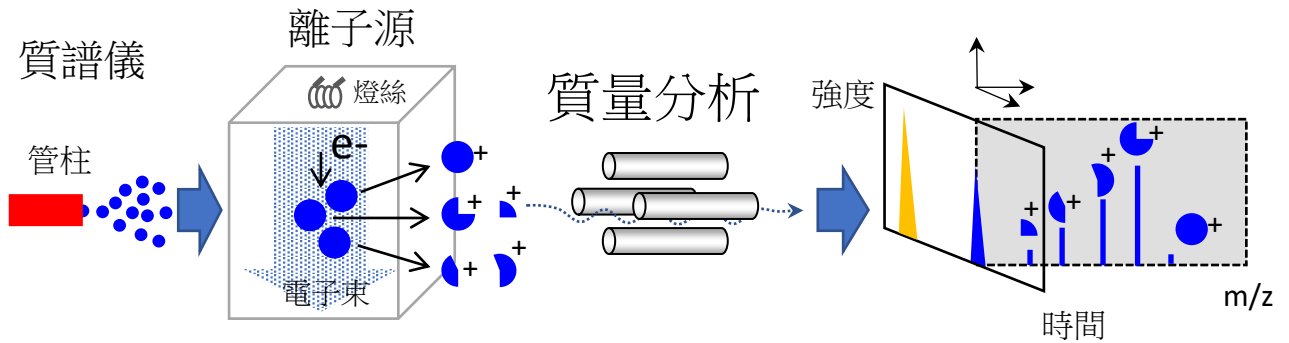 質譜儀
管柱
離子源
燈絲
e-
電子束
+
+
+
+
+
質量分析
強度
+
+
+
+
+
m/z
時間